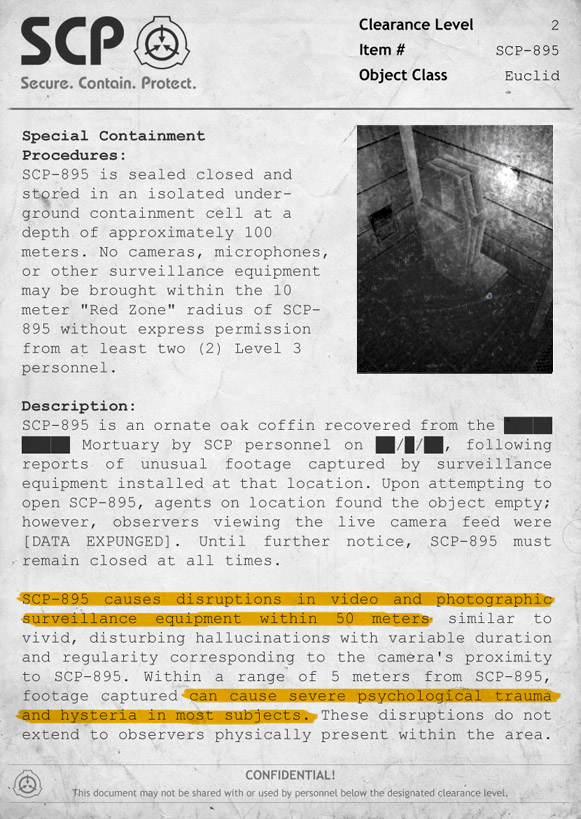 SCP
Secure. Contain. Protect.
Clearance Level 2
Item # SCP-895
Object Class Euclid
Special Containment
Procedures:
SCP-895 is sealed closed and
stored in an isolated under-
ground containment cell at a
depth of approximately 100
meters. No cameras, microphones,
or other surveillance equipment
may be brought within the 10
meter "Red Zone" radius of SCP-
895 without express permission
from at least two (2) Level 3
personnel.
Description:
SCP-895 is an ornate oak coffin recovered from the ████
█████ Mortuary by SCP personnel on ██/█/██, following
reports of unusual footage captured by surveillance
equipment installed at that location. Upon attempting to
open SCP-895, agents on location found the object empty;
however, observers viewing the live camera feed were
[DATA EXPUNGED]. Until further notice, SCP-895 must
remain closed at all times.
SCP-895 causes disruptions in video and photographic
surveillance equipment within 50 meters similar to
vivid, disturbing hallucinations with variable duration
and regularity corresponding to the camera's proximity
to SCP-895. Within a range of 5 meters from SCP-895,
footage captured can cause severe psychological trauma
and hysteria in most subjects. These disruptions do not
extend to observers physically present within the area.
CONFIDENTIAL!
This document may not be shared with or used by personnel below the designated clearance level.